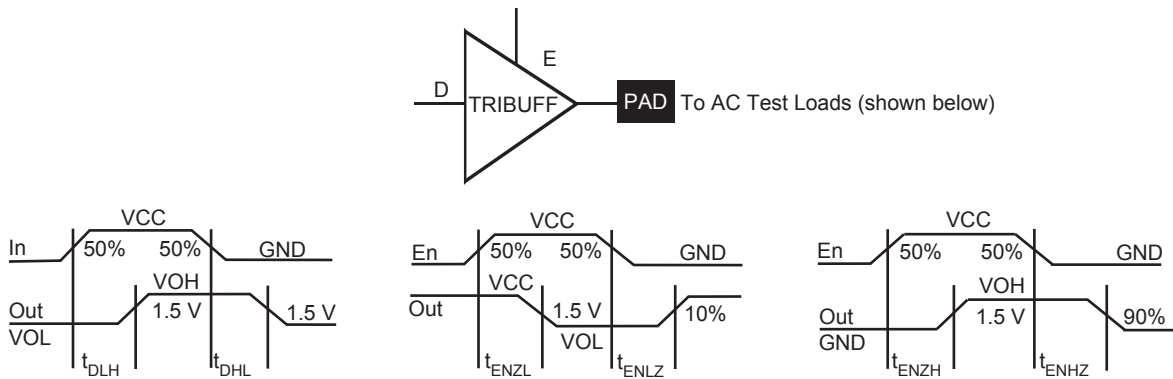 E
D
TRIBUFF
PAD To AC Test Loads (shown below)
VCC
In 50% 50% GND
VOH
Out 1.5 V 1.5 V
VOL
tDLH tDHL
VCC
En 50% 50% GND
VCC
Out 1.5 V 10%
VOL
tENZL tENLZ
VCC
En 50% 50% GND
VOH
Out 1.5 V 90%
GND
tENZH tENHZ